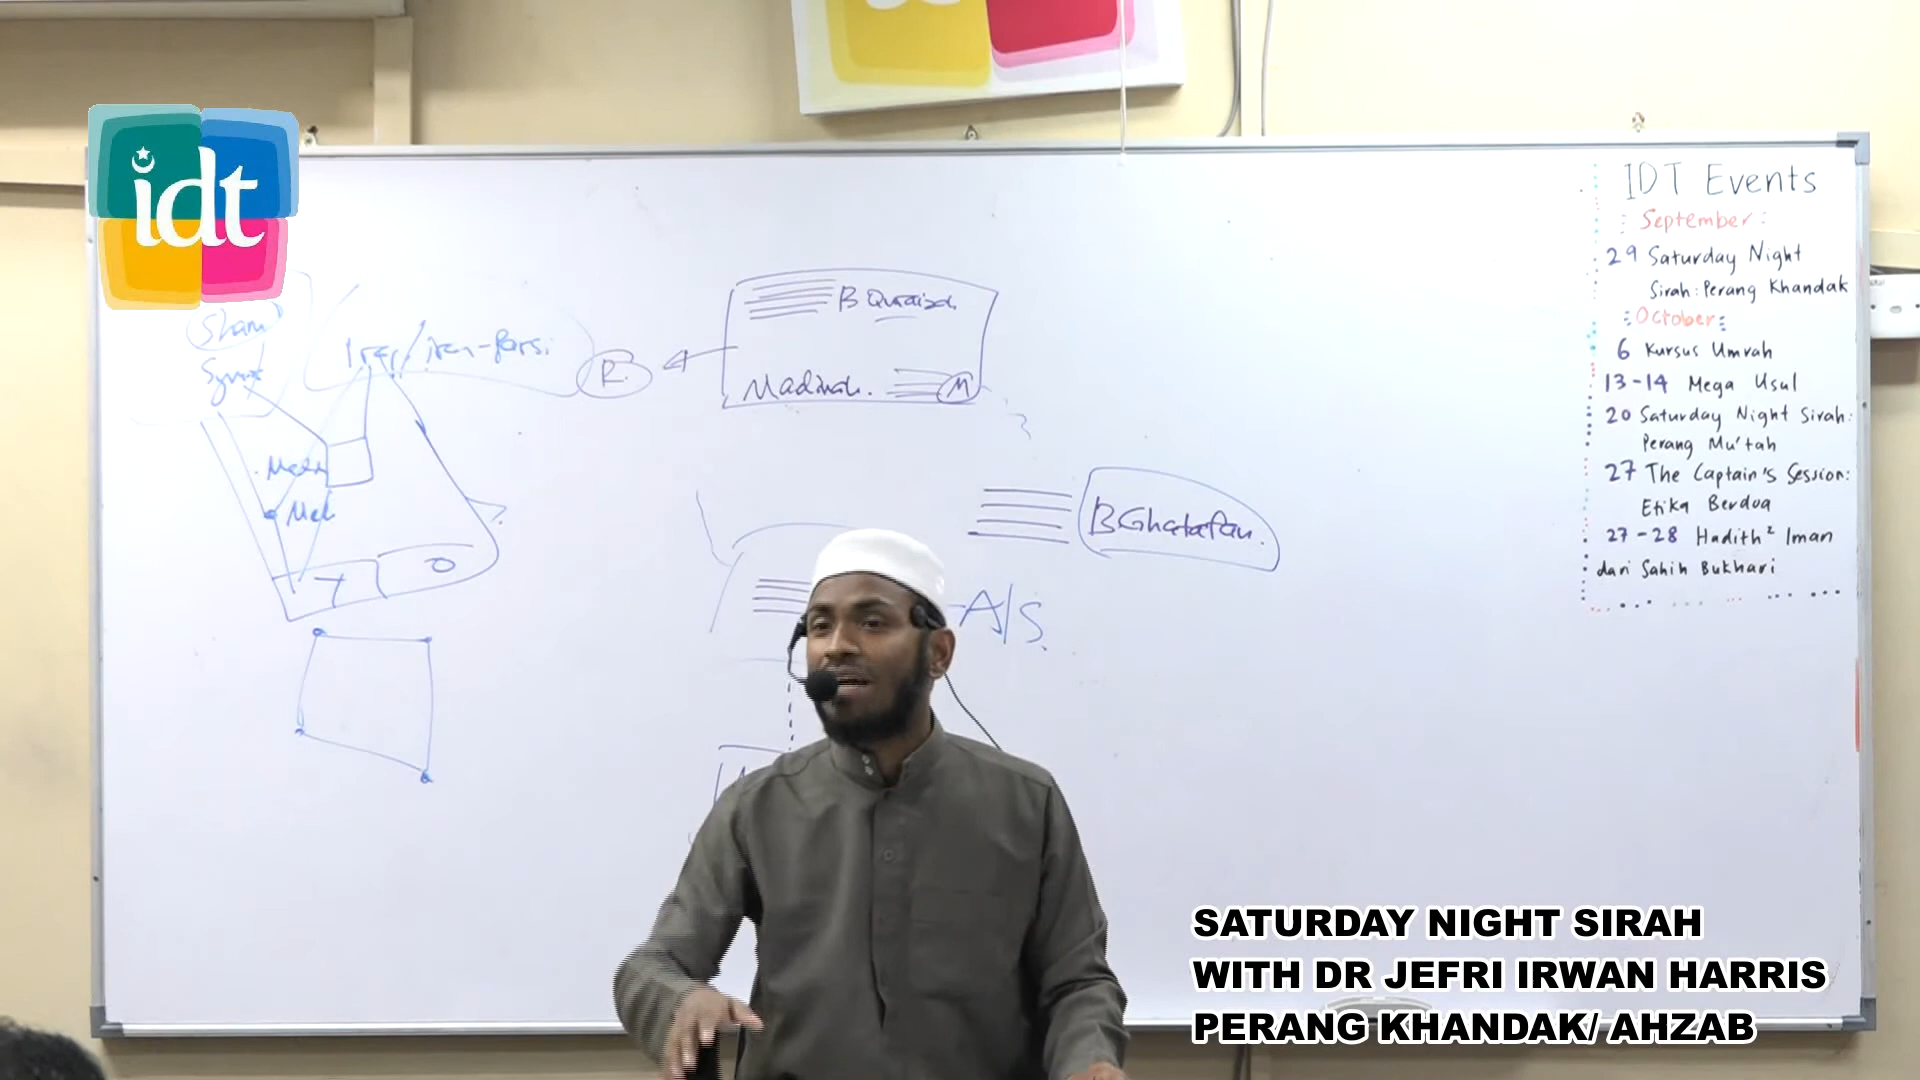 idt
IDT Events
: September :
29 Saturday Night
Sirah: Perang Khandak
October
6 Kursus Umrah
13-14 Mega Usul
20 Saturday Night Sirah:
Perang Mu'tah
27 The Captain's Session:
Etika Berdoa
27-28 Hadith² Iman
dari Sahih Bukhari
Sham
B Quraizah
R.
Madinah.
M
B Ghatafan.
A/S.
SATURDAY NIGHT SIRAH
WITH DR JEFRI IRWAN HARRIS
PERANG KHANDAK/ AHZAB